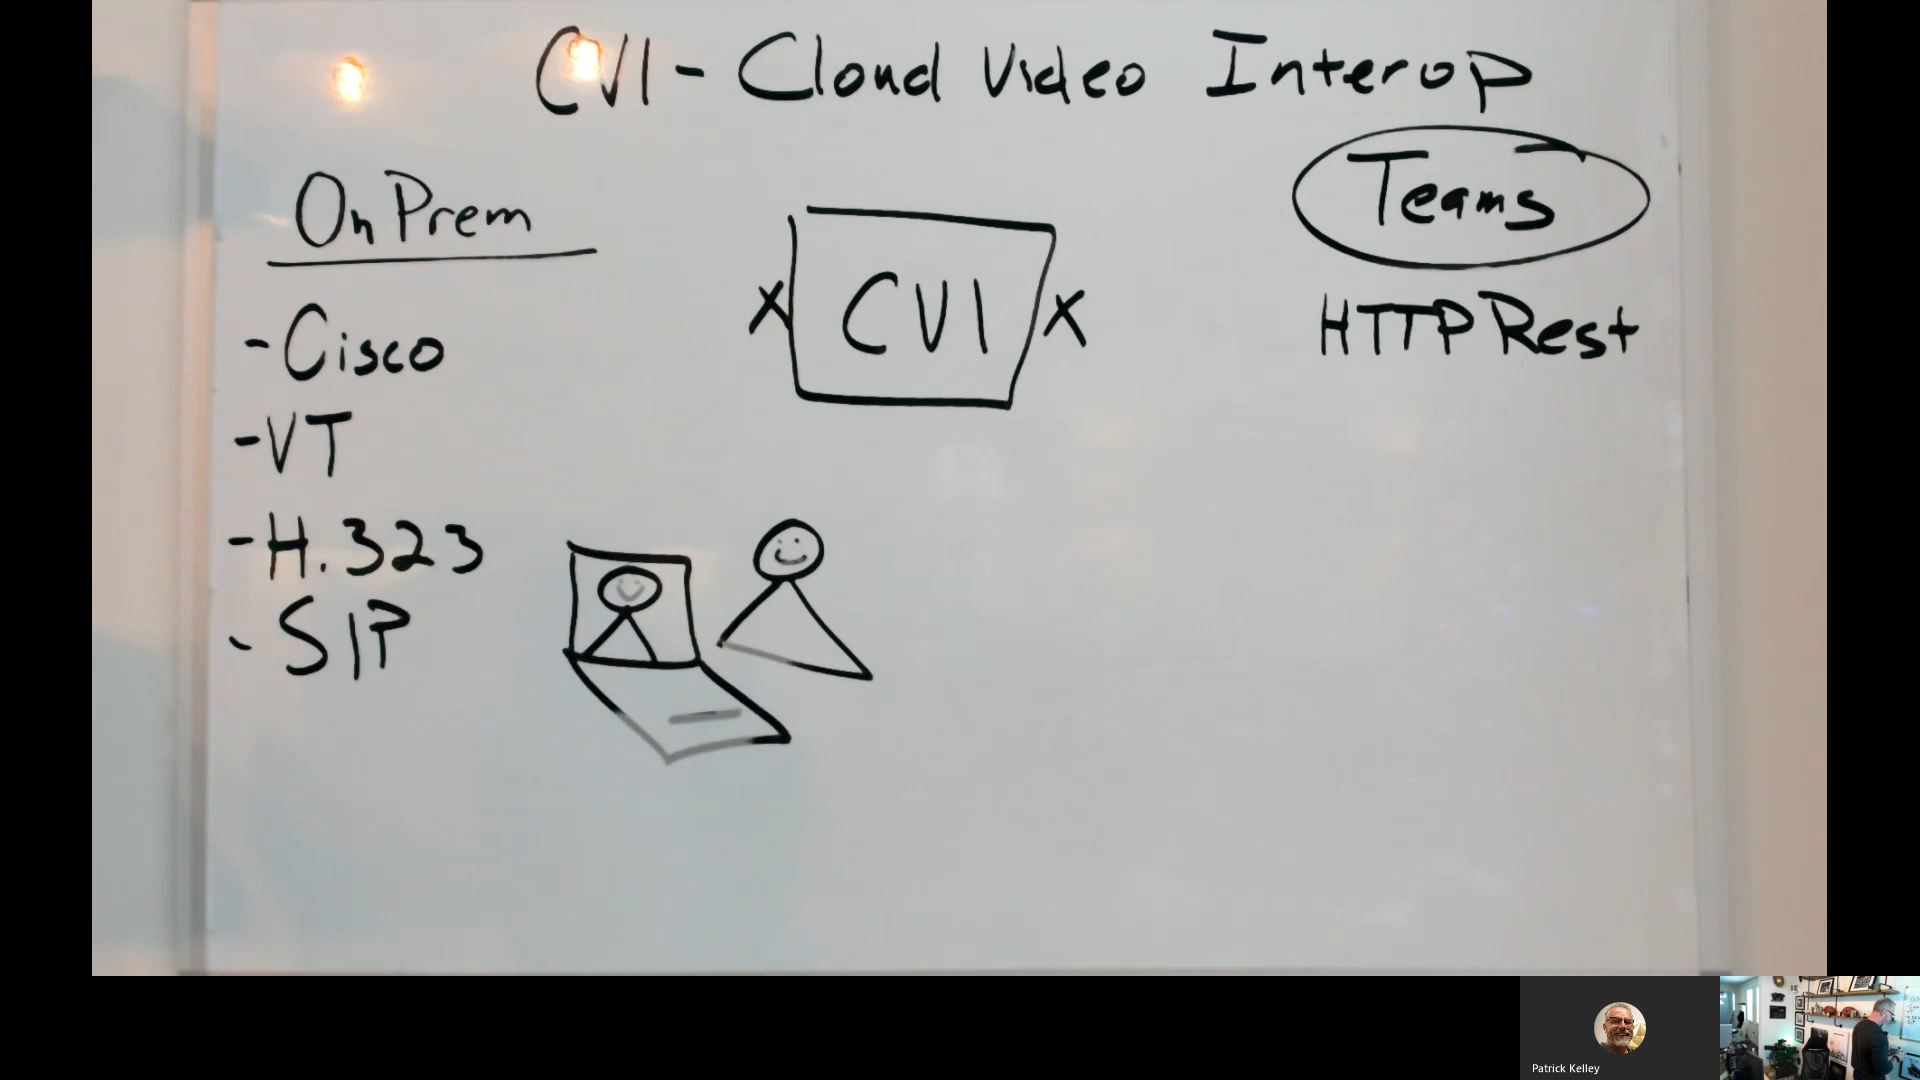 CVI - Cloud Video Interop
On Prem
- Cisco
- VT
- H.323
- SIP
X CVI X
Teams
HTTP Rest
Patrick Kelley